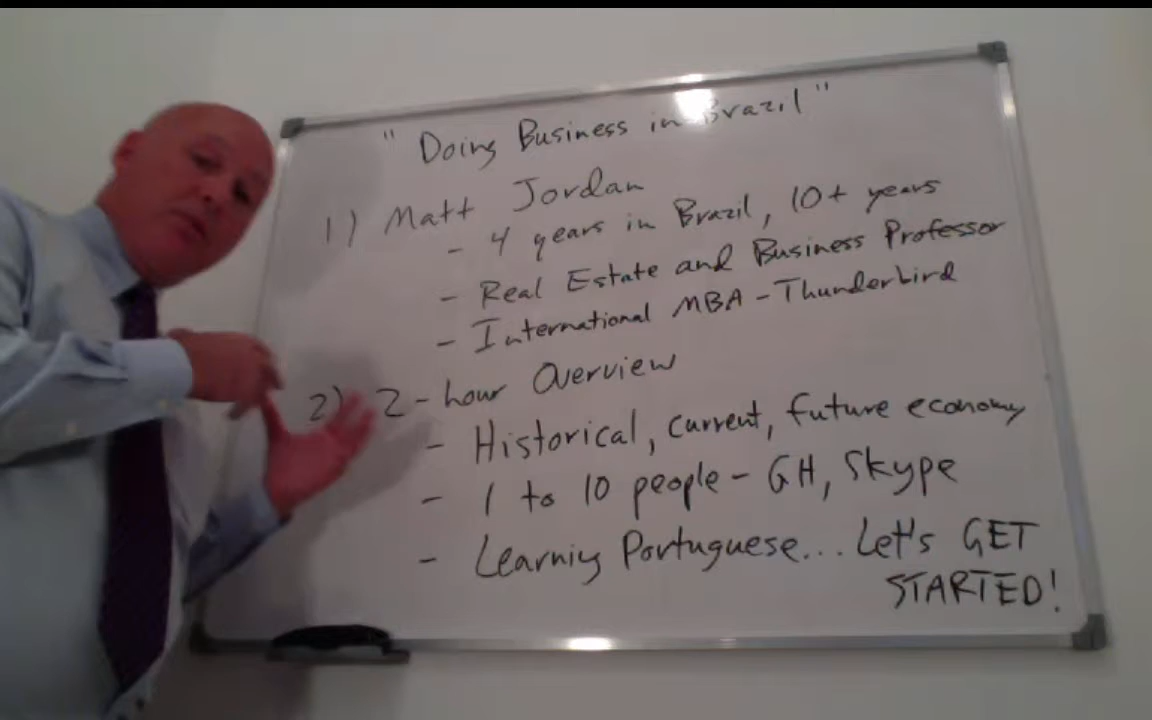 " Doing Business in Brazil "
1) Matt Jordan
- 4 years in Brazil, 10+ years
- Real Estate and Business Professor
- International MBA - Thunderbird
2) 2-hour Overview
- Historical, current, future economy
- 1 to 10 people - GH, Skype
- Learning Portuguese... Let's GET
STARTED!